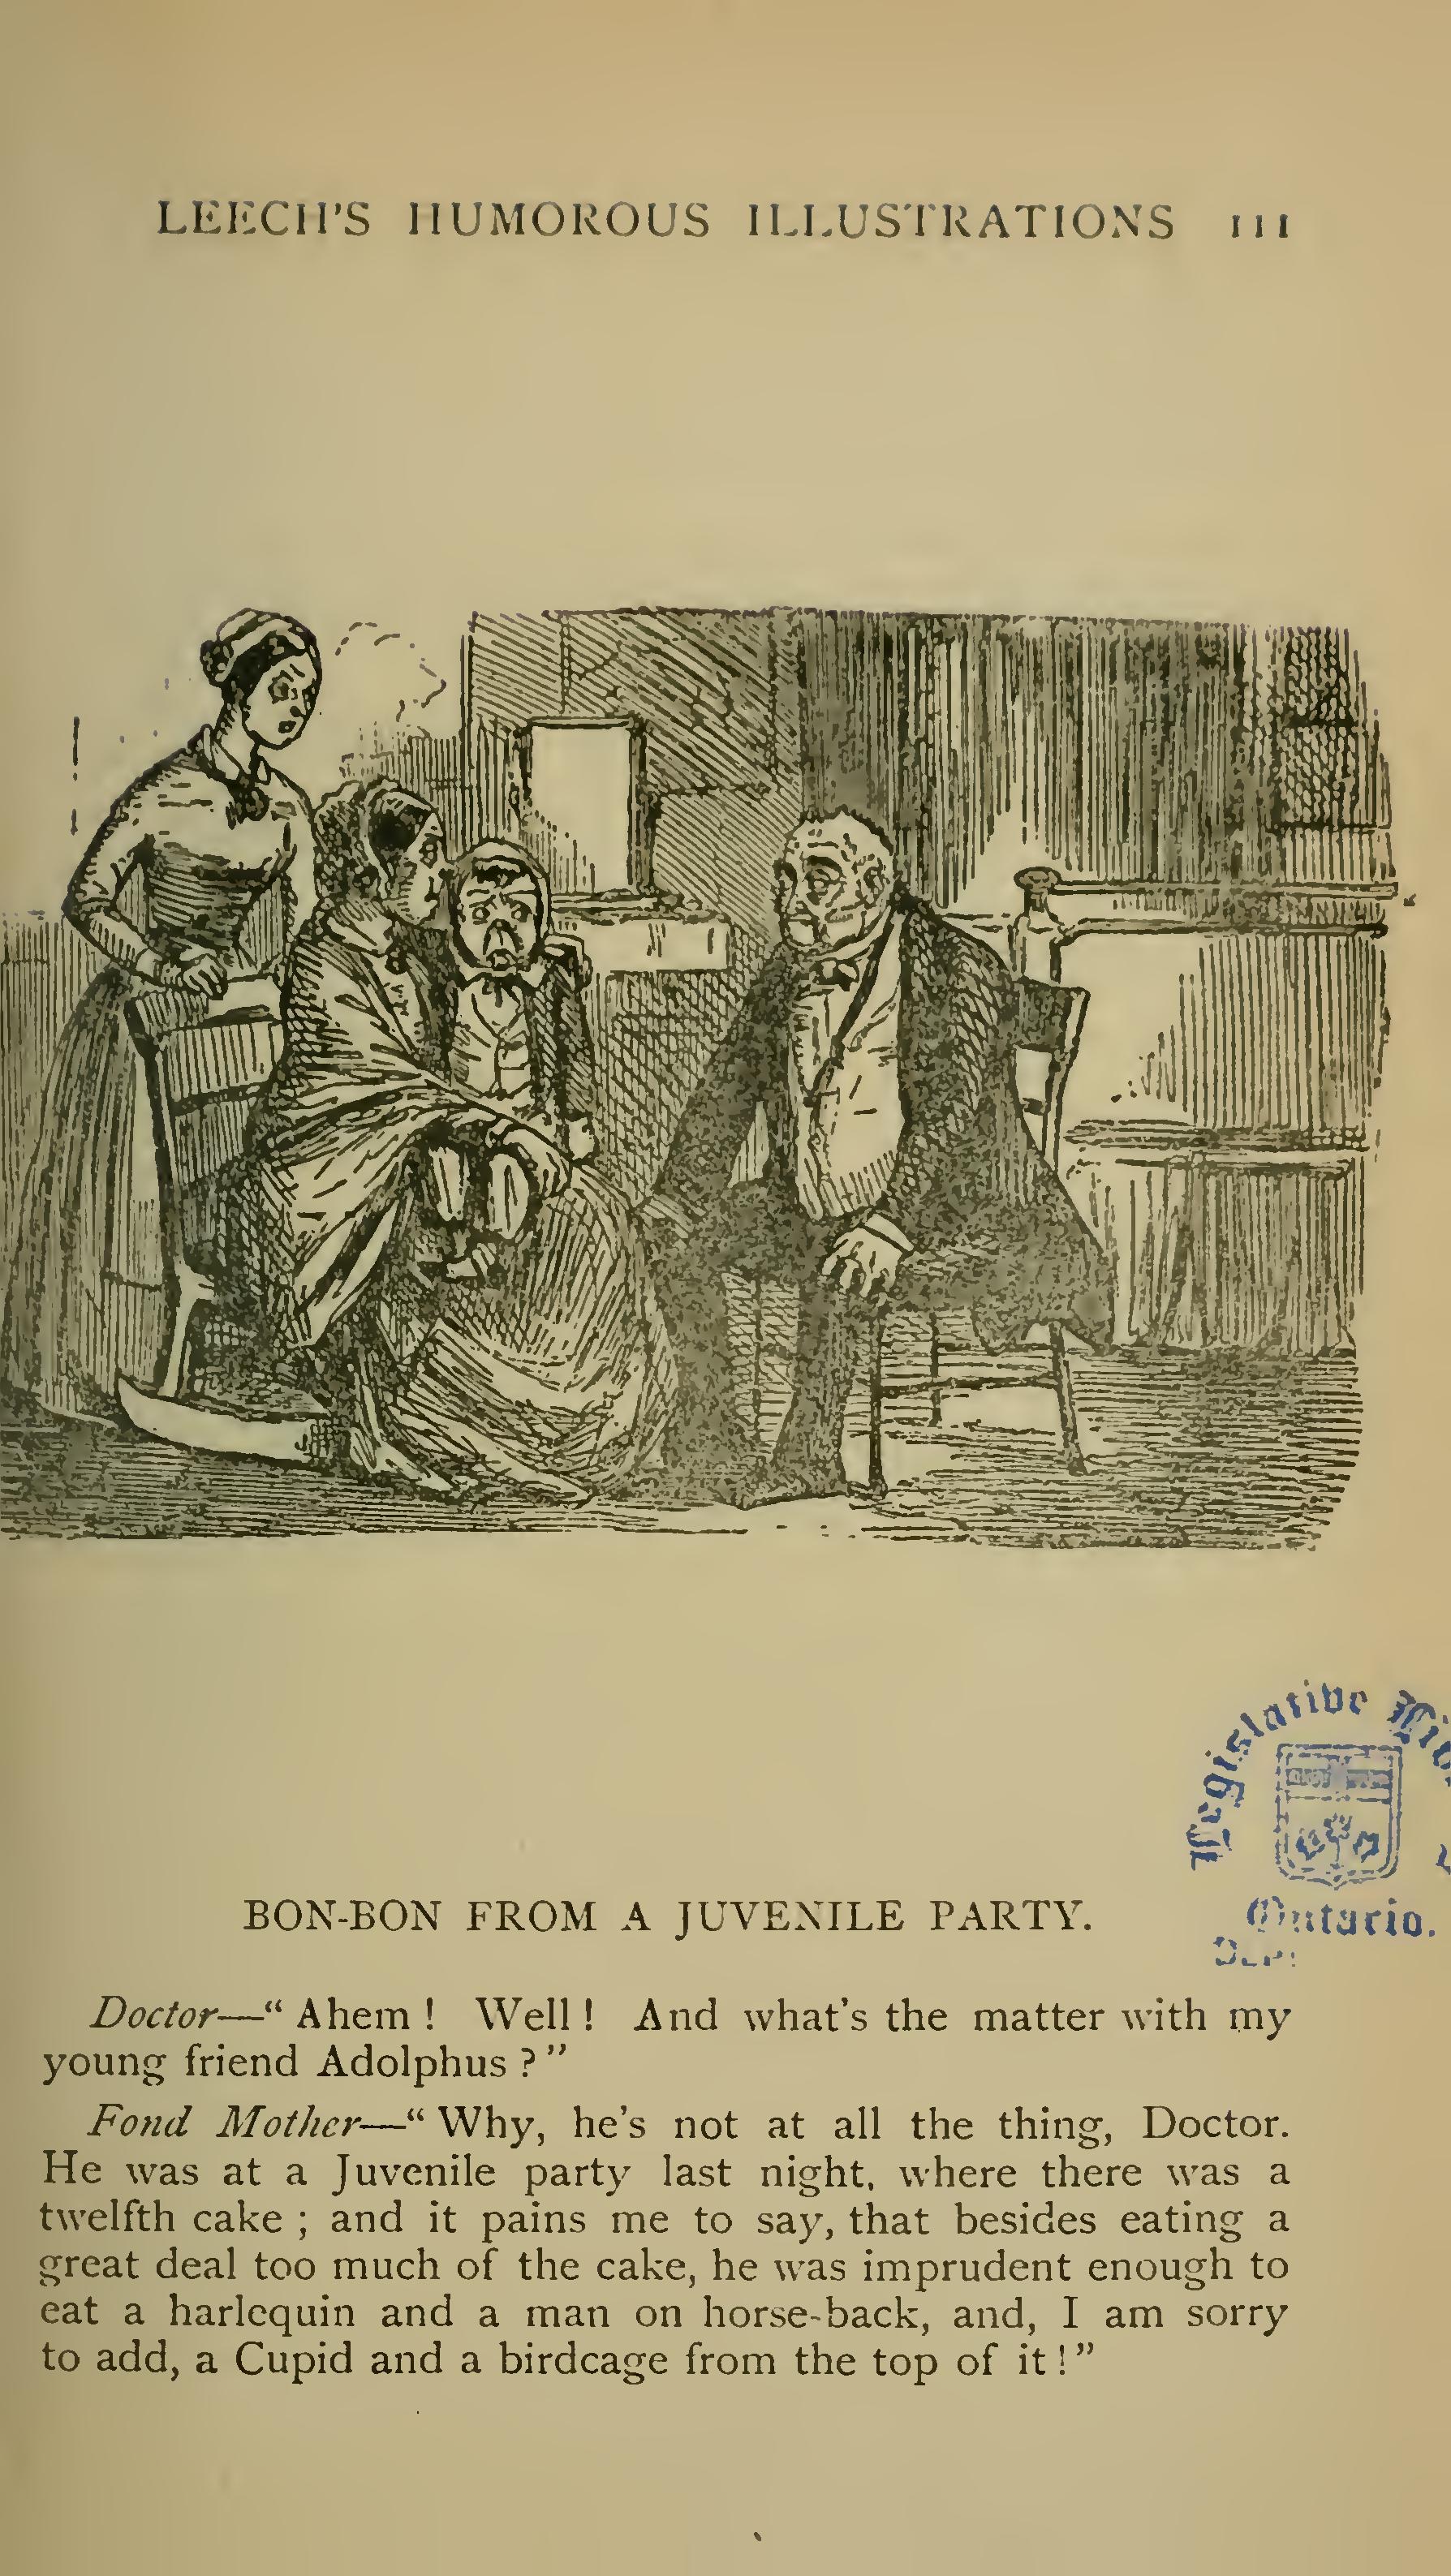 LEECH'S HUMOROUS ILLUSTRATIONS 111
Legislative
Ontario.
BON-BON FROM A JUVENILE PARTY.
Doctor—“Ahem! Well! And what's the matter with my
young friend Adolphus?”
Fond Mother—“Why, he's not at all the thing, Doctor.
He was at a Juvenile party last night, where there was a
twelfth cake; and it pains me to say, that besides eating a
great deal too much of the cake, he was imprudent enough to
eat a harlequin and a man on horse-back, and, I am sorry
to add, a Cupid and a birdcage from the top of it!”